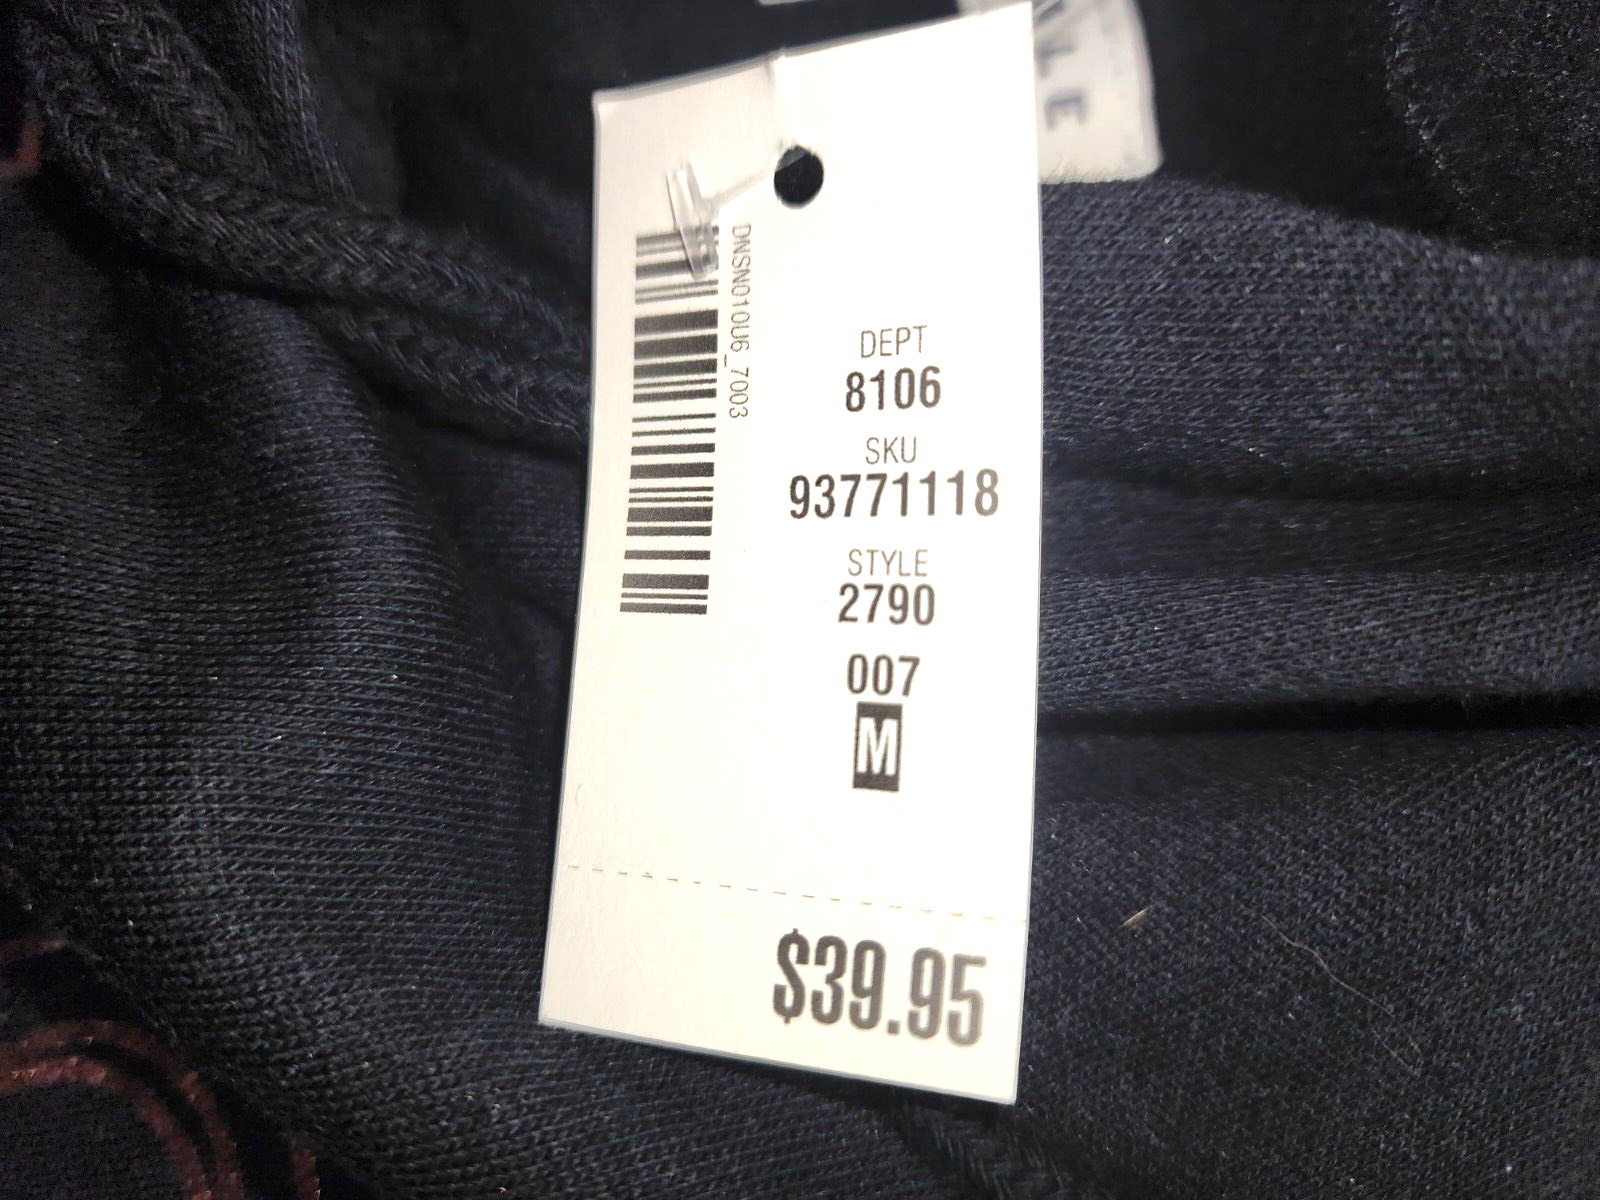 DNSN010U6_7003
DEPT
8106
SKU
93771118
STYLE
2790
007
M
$39.95